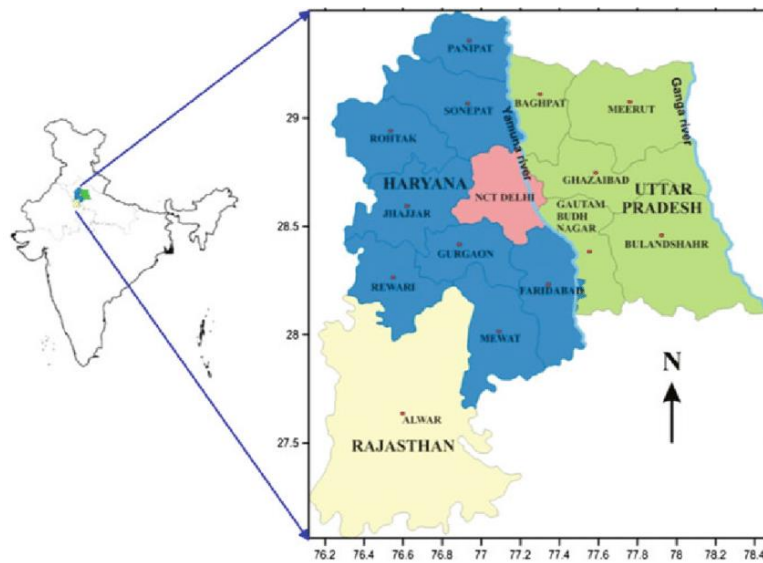 PANIPAT
29
SONEPAT
BAGHPAT
MEERUT
Ganga river
Yamuna river
ROHTAK
HARYANA
NCT DELHI
GHAZAIBAD
UTTAR
PRADESH
28.5
JHAJJAR
GAUTAM
BUDH
NAGAR
BULANDSHAHR
GURGAON
REWARI
FARIDABAD
28
MEWAT
N
27.5
ALWAR
RAJASTHAN
76.2 76.4 76.6 76.8 77 77.2 77.4 77.6 77.8 78 78.2 78.4